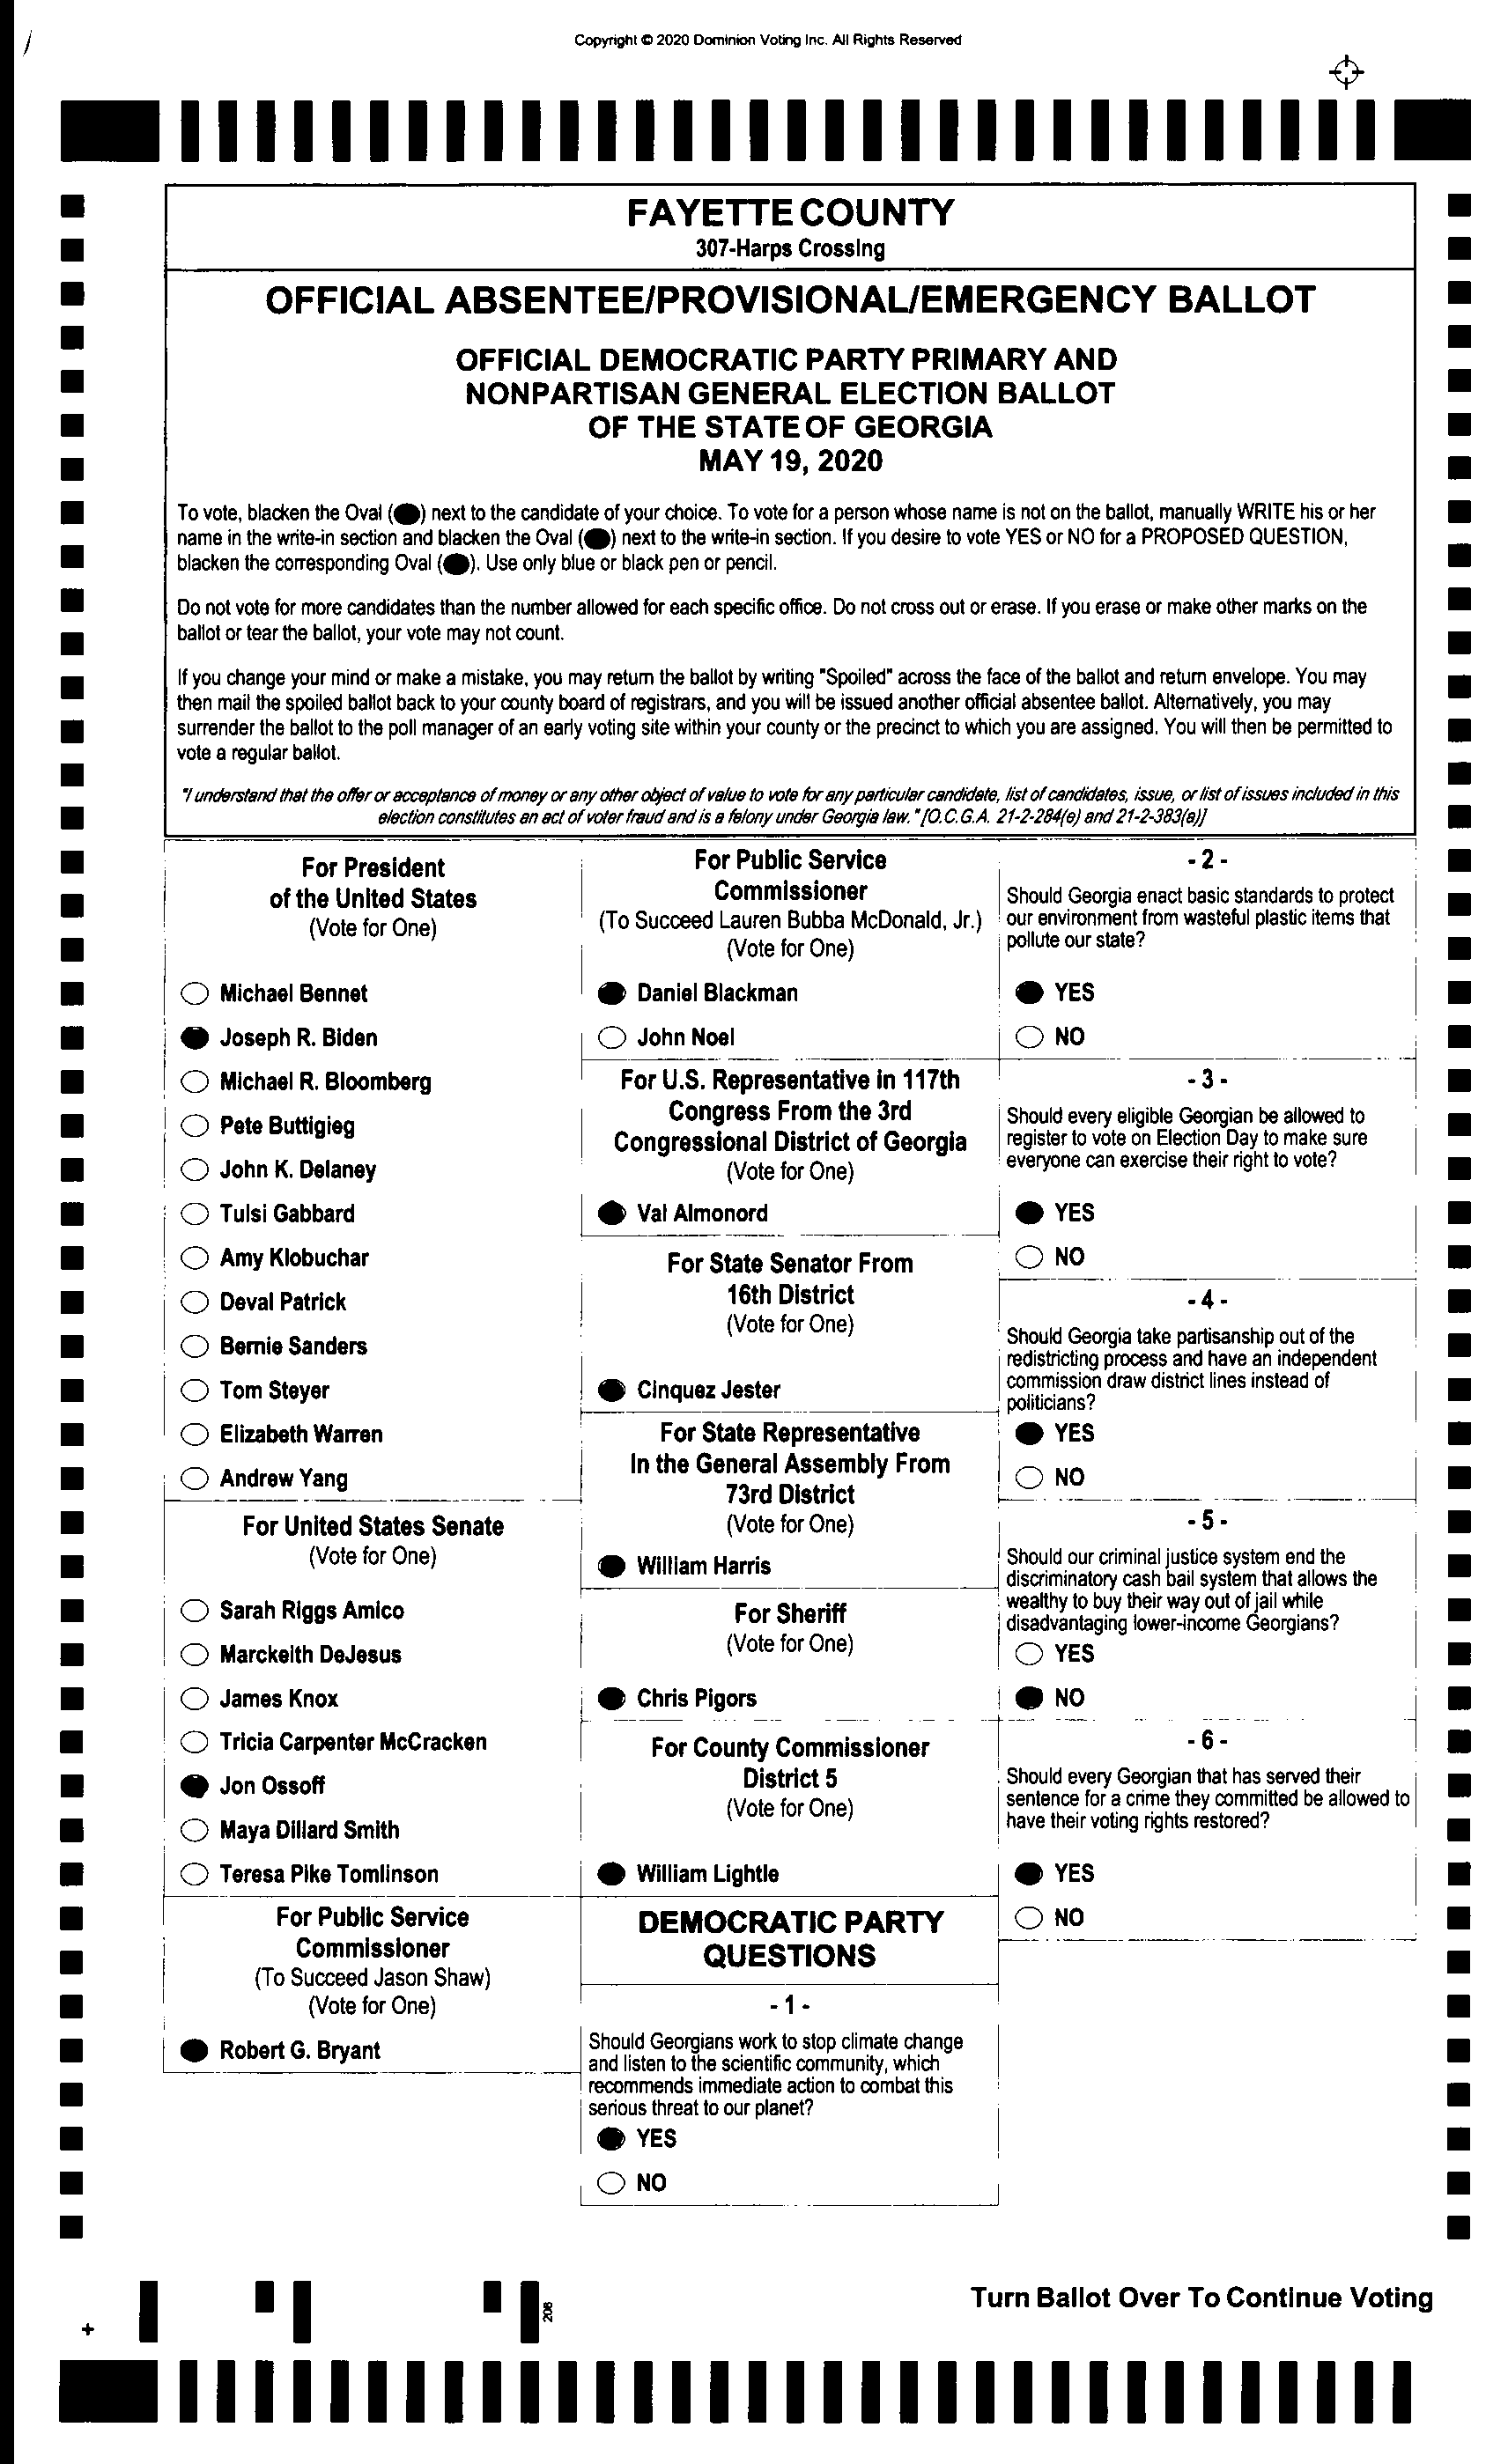 Copyright © 2020 Dominion Voting Inc. All Rights Reserved
FAYETTE COUNTY
307-Harps Crossing
OFFICIAL ABSENTEE/PROVISIONAL/EMERGENCY BALLOT
OFFICIAL DEMOCRATIC PARTY PRIMARY AND
NONPARTISAN GENERAL ELECTION BALLOT
OF THE STATE OF GEORGIA
MAY 19, 2020
To vote, blacken the Oval ( ) next to the candidate of your choice. To vote for a person whose name is not on the ballot, manually WRITE his or her
name in the write-in section and blacken the Oval ( ) next to the write-in section. If you desire to vote YES or NO for a PROPOSED QUESTION,
blacken the corresponding Oval ( ). Use only blue or black pen or pencil.
Do not vote for more candidates than the number allowed for each specific office. Do not cross out or erase. If you erase or make other marks on the
ballot or tear the ballot, your vote may not count.
If you change your mind or make a mistake, you may return the ballot by writing "Spoiled" across the face of the ballot and return envelope. You may
then mail the spoiled ballot back to your county board of registrars, and you will be issued another official absentee ballot. Alternatively, you may
surrender the ballot to the poll manager of an early voting site within your county or the precinct to which you are assigned. You will then be permitted to
vote a regular ballot.
"I understand that the offer or acceptance of money or any other object of value to vote for any particular candidate, list of candidates, issue, or list of issues included in this
election constitutes an act of voter fraud and is a felony under Georgia law." [O.C.G.A. 21-2-284(e) and 21-2-383(a)]
For President
of the United States
(Vote for One)
Michael Bennet
Joseph R. Biden
Michael R. Bloomberg
Pete Buttigieg
John K. Delaney
Tulsi Gabbard
Amy Klobuchar
Deval Patrick
Bernie Sanders
Tom Steyer
Elizabeth Warren
Andrew Yang
For United States Senate
(Vote for One)
Sarah Riggs Amico
Marckeith DeJesus
James Knox
Tricia Carpenter McCracken
Jon Ossoff
Maya Dillard Smith
Teresa Pike Tomlinson
For Public Service
Commissioner
(To Succeed Jason Shaw)
(Vote for One)
Robert G. Bryant
For Public Service
Commissioner
(To Succeed Lauren Bubba McDonald, Jr.)
(Vote for One)
Daniel Blackman
John Noel
For U.S. Representative in 117th
Congress From the 3rd
Congressional District of Georgia
(Vote for One)
Val Almonord
For State Senator From
16th District
(Vote for One)
Cinquez Jester
For State Representative
In the General Assembly From
73rd District
(Vote for One)
William Harris
For Sheriff
(Vote for One)
Chris Pigors
For County Commissioner
District 5
(Vote for One)
William Lightle
DEMOCRATIC PARTY
QUESTIONS
- 1 -
Should Georgians work to stop climate change
and listen to the scientific community, which
recommends immediate action to combat this
serious threat to our planet?
YES
NO
- 2 -
Should Georgia enact basic standards to protect
our environment from wasteful plastic items that
pollute our state?
YES
NO
- 3 -
Should every eligible Georgian be allowed to
register to vote on Election Day to make sure
everyone can exercise their right to vote?
YES
NO
- 4 -
Should Georgia take partisanship out of the
redistricting process and have an independent
commission draw district lines instead of
politicians?
YES
NO
- 5 -
Should our criminal justice system end the
discriminatory cash bail system that allows the
wealthy to buy their way out of jail while
disadvantaging lower-income Georgians?
YES
NO
- 6 -
Should every Georgian that has served their
sentence for a crime they committed be allowed to
have their voting rights restored?
YES
NO
Turn Ballot Over To Continue Voting
206
+